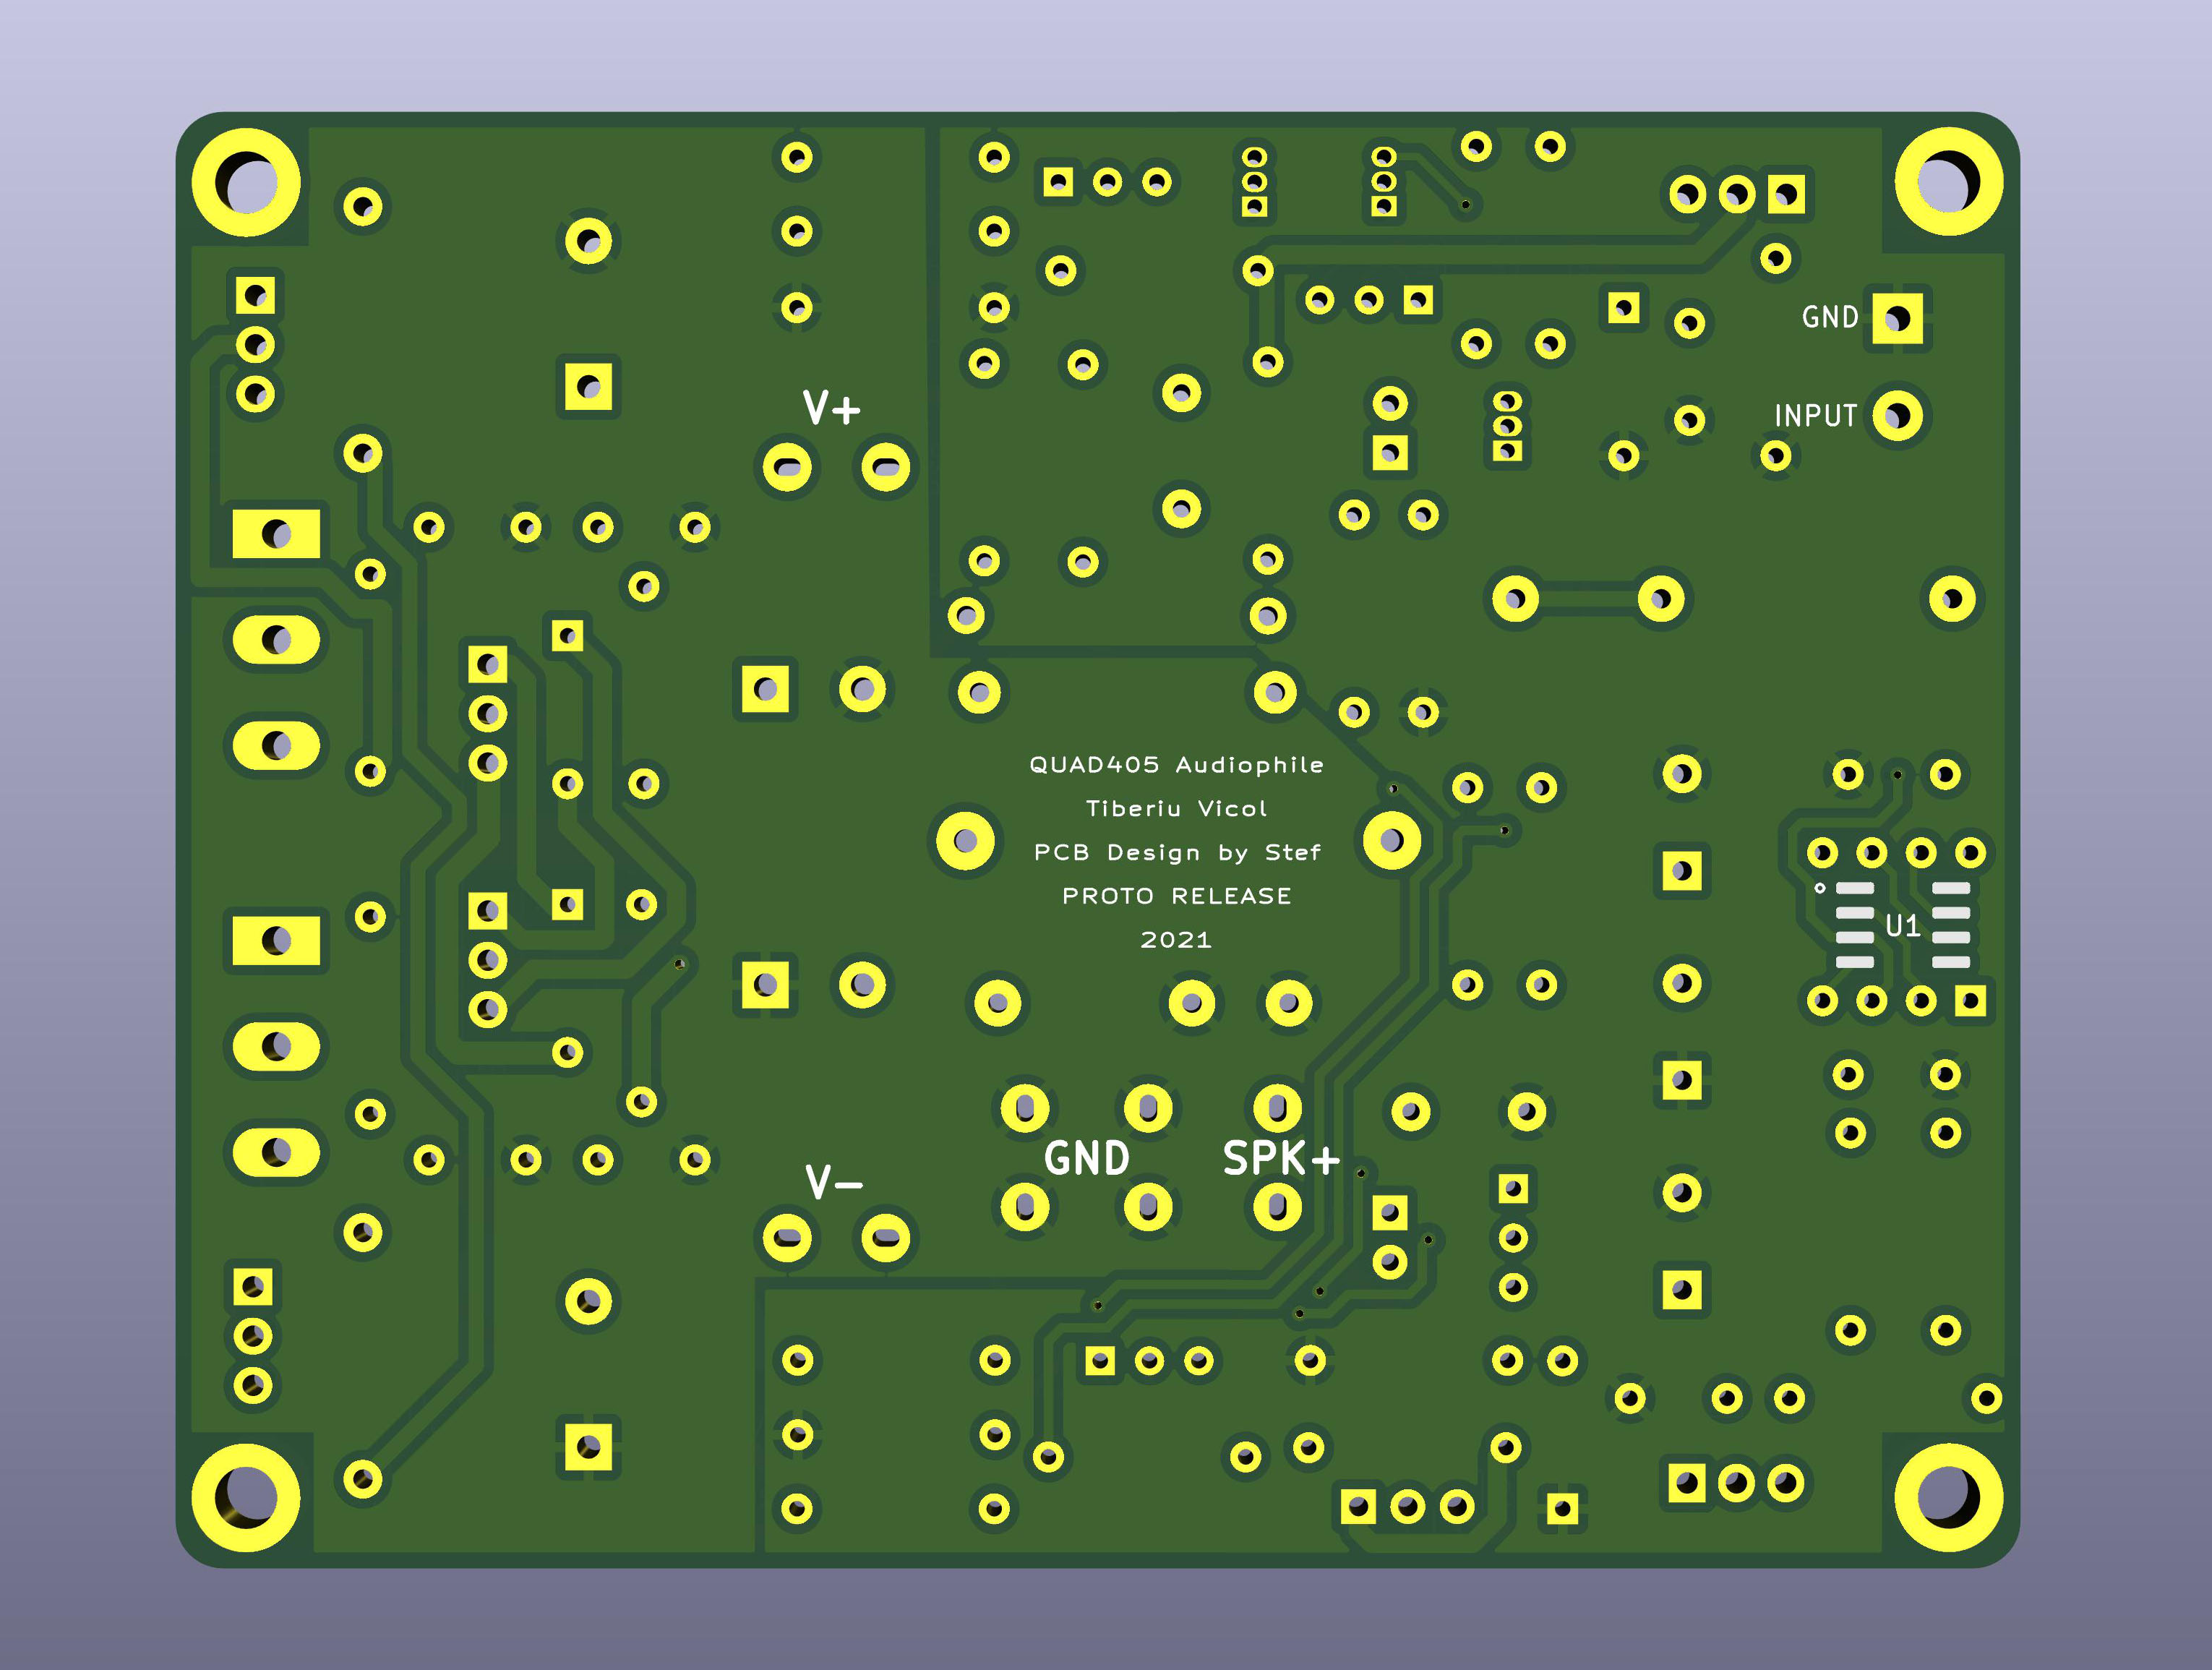 GND
V+
INPUT
QUAD405 Audiophile
Tiberiu Vicol
PCB Design by Stef
PROTO RELEASE
2021
U1
GND
SPK+
V-